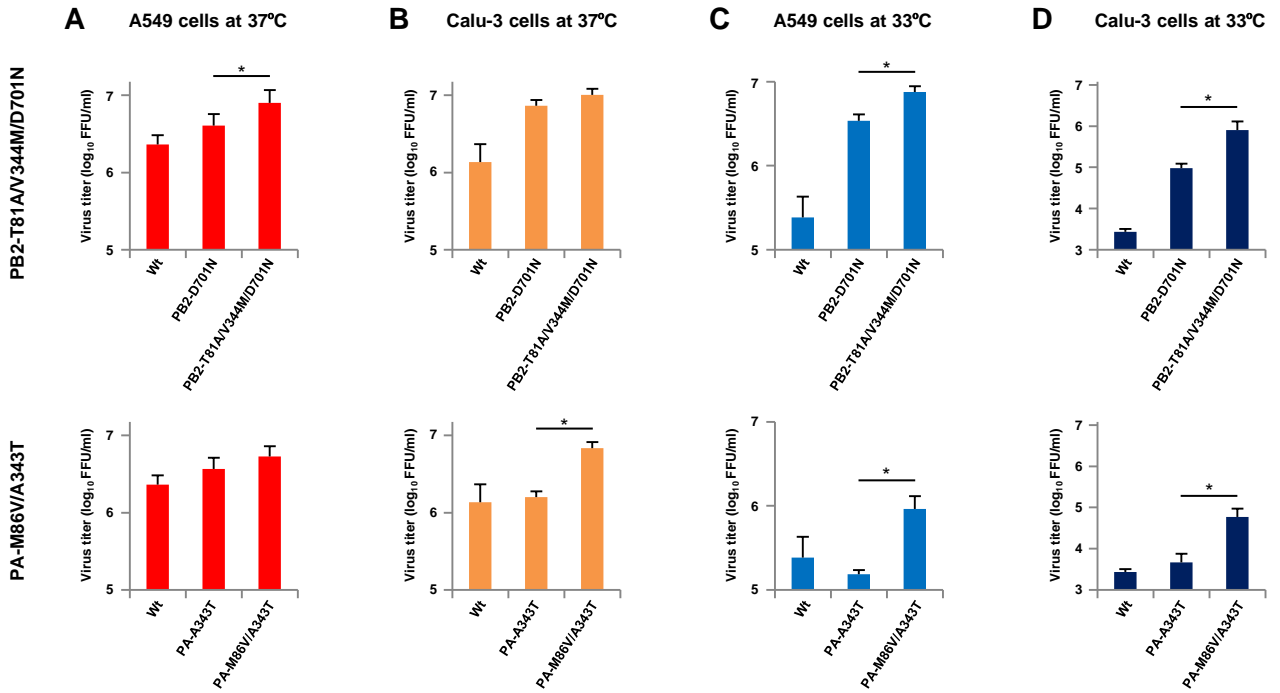 A
A549 cells at 37ºC
B
Calu-3 cells at 37ºC
C
A549 cells at 33ºC
D
Calu-3 cells at 33ºC
PB2-T81A/V344M/D701N
Virus titer (log10 FFU/ml)
7
6
5
*
Wt
PB2-D701N
PB2-T81A/V344M/D701N
Virus titer (log10 FFU/ml)
7
6
5
Wt
PB2-D701N
PB2-T81A/V344M/D701N
Virus titer (log10 FFU/ml)
7
6
5
*
Wt
PB2-D701N
PB2-T81A/V344M/D701N
Virus titer (log10 FFU/ml)
7
6
5
4
3
*
Wt
PB2-D701N
PB2-T81A/V344M/D701N
PA-M86V/A343T
Virus titer (log10 FFU/ml)
7
6
5
Wt
PA-A343T
PA-M86V/A343T
Virus titer (log10 FFU/ml)
7
6
5
*
Wt
PA-A343T
PA-M86V/A343T
Virus titer (log10 FFU/ml)
7
6
5
*
Wt
PA-A343T
PA-M86V/A343T
Virus titer (log10 FFU/ml)
7
6
5
4
3
*
Wt
PA-A343T
PA-M86V/A343T